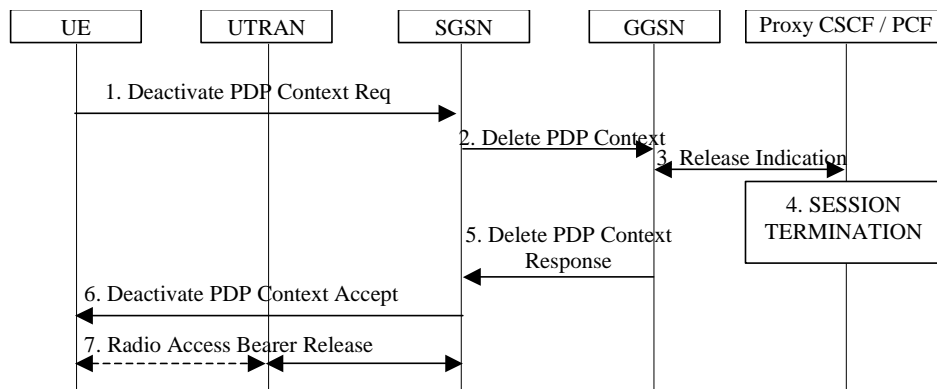 UE
UTRAN
SGSN
GGSN
Proxy CSCF / PCF
1. Deactivate PDP Context Req
2. Delete PDP Context
3. Release Indication
4. SESSION
TERMINATION
5. Delete PDP Context
Response
6. Deactivate PDP Context Accept
7. Radio Access Bearer Release